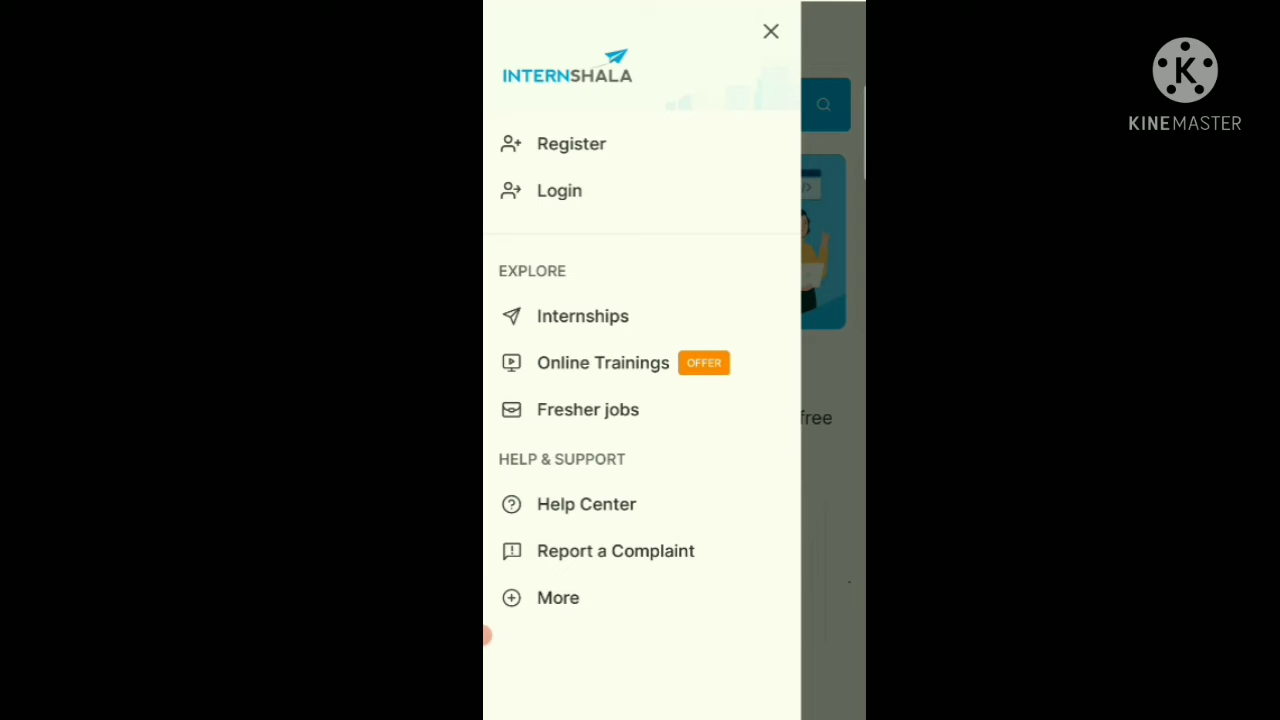 INTERNSHALA
Register
Login
EXPLORE
Internships
Online Trainings OFFER
Fresher jobs
free
HELP & SUPPORT
Help Center
Report a Complaint
More
K
KINEMASTER